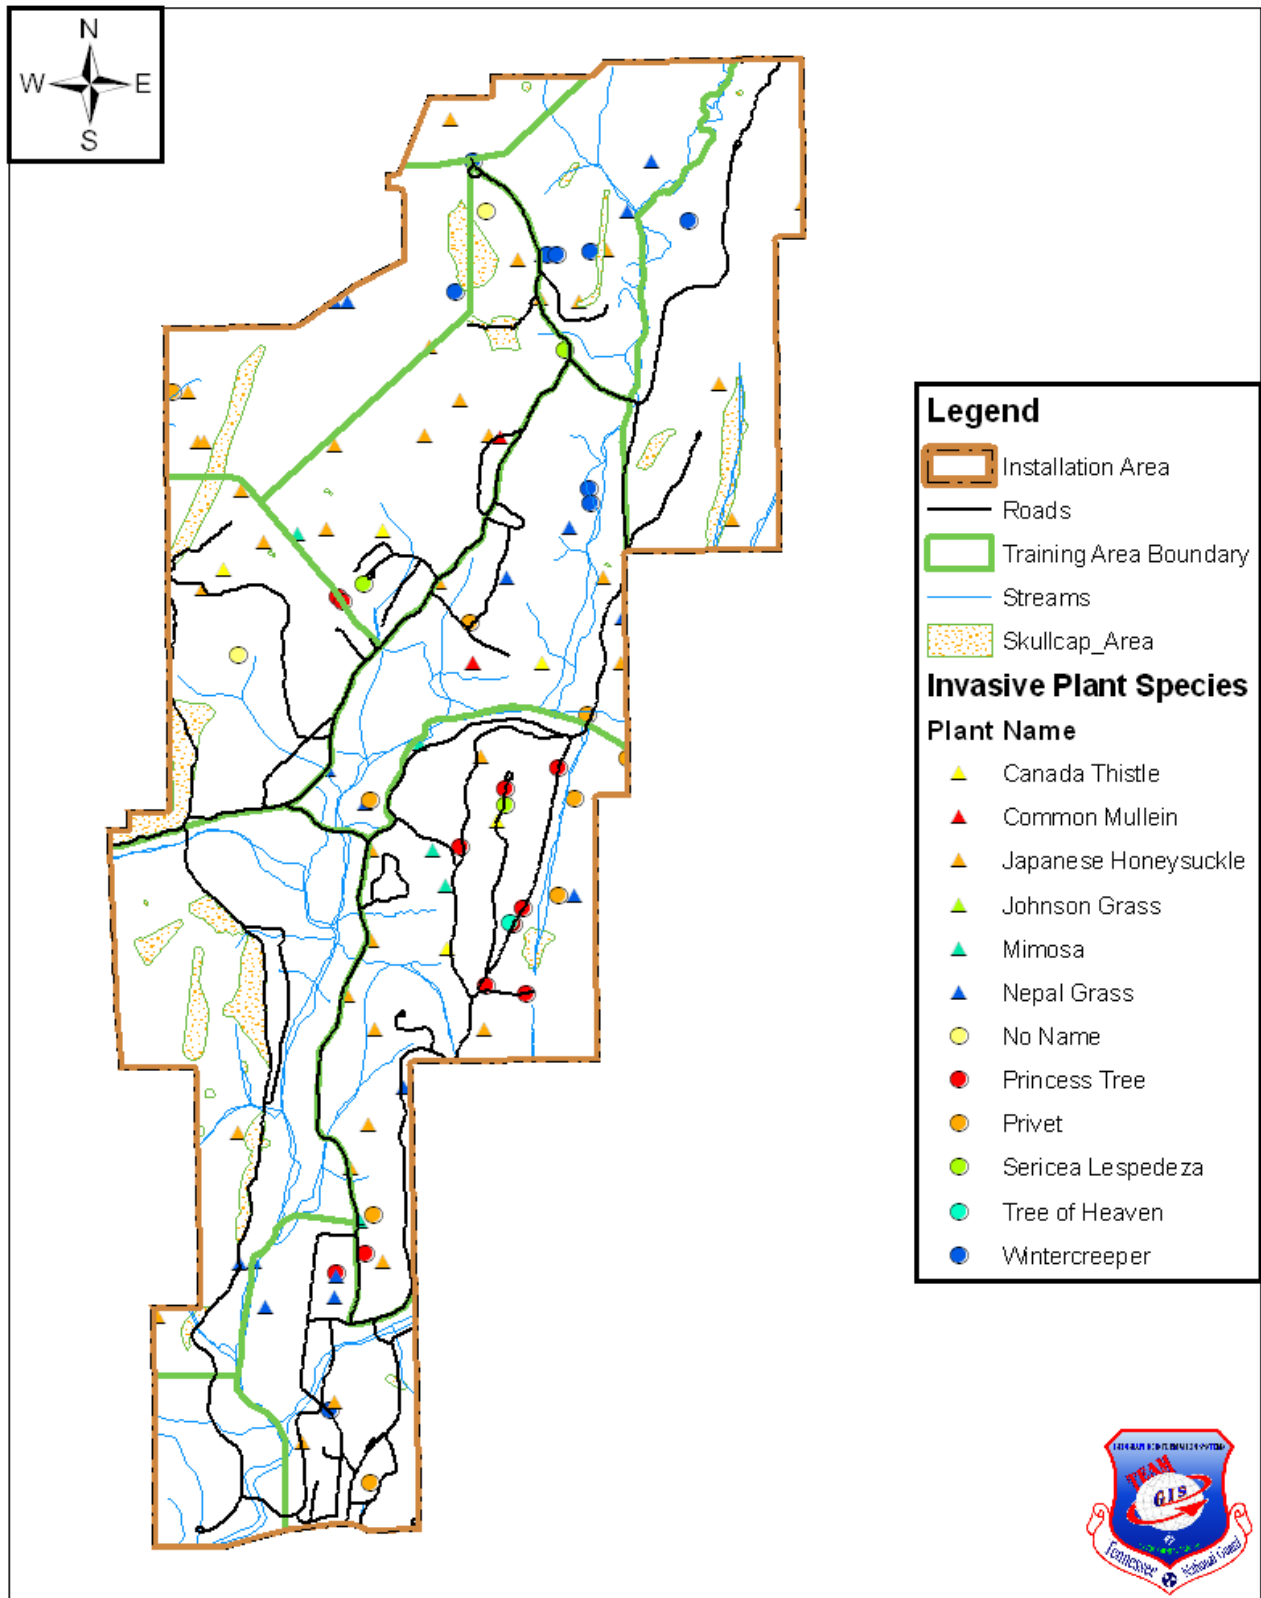 N
W E
S
Legend
Installation Area
Roads
Training Area Boundary
Streams
Skullcap_Area
Invasive Plant Species
Plant Name
Canada Thistle
Common Mullein
Japanese Honeysuckle
Johnson Grass
Mimosa
Nepal Grass
No Name
Princess Tree
Privet
Sericea Lespedeza
Tree of Heaven
Wintercreeper
TEAM
GIS
Tennessee National Guard